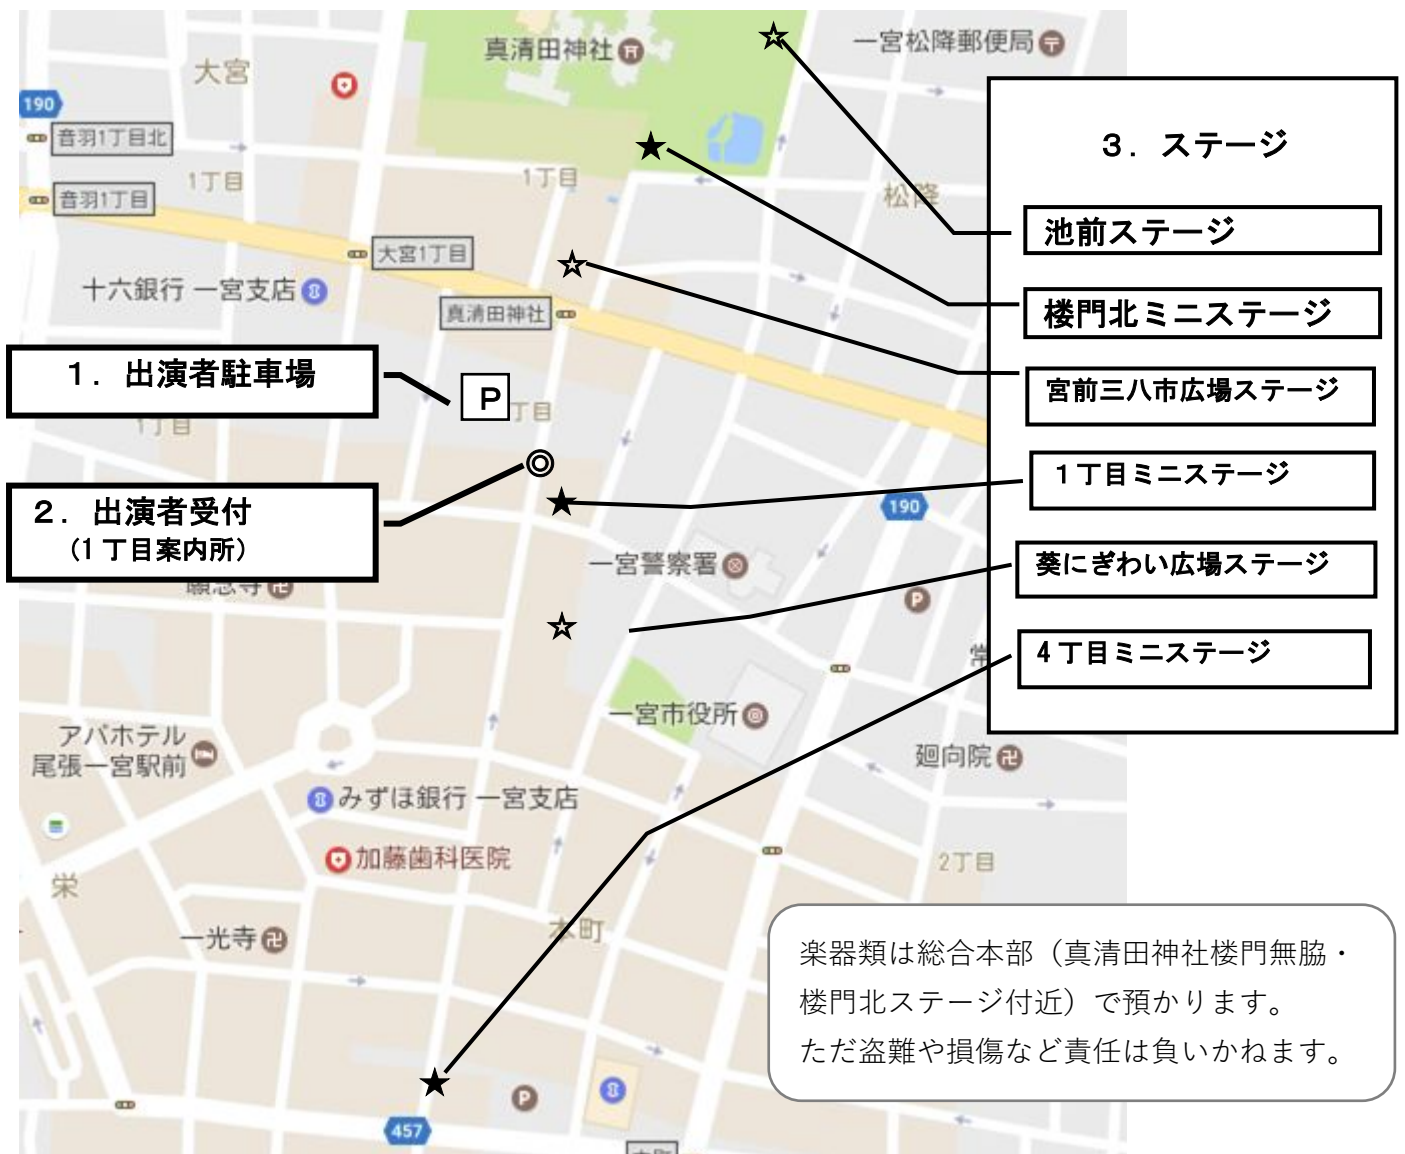 真清田神社
一宮松降郵便局
大宮
190
音羽1丁目北
1丁目
1丁目
音羽1丁目
松降
大宮1丁目
十六銀行 一宮支店
真清田神社
３．ステージ
池前ステージ
楼門北ミニステージ
宮前三八市広場ステージ
１丁目ミニステージ
葵にぎわい広場ステージ
４丁目ミニステージ
１．出演者駐車場
P
丁目
1丁目
２．出演者受付
（１丁目案内所）
190
一宮警察署
P
一宮市役所
アパホテル
尾張一宮駅前
廻向院
みずほ銀行 一宮支店
加藤歯科医院
2丁目
栄
本町
一光寺
楽器類は総合本部（真清田神社楼門無脇・
楼門北ステージ付近）で預かります。
ただ盗難や損傷など責任は負いかねます。
P
457